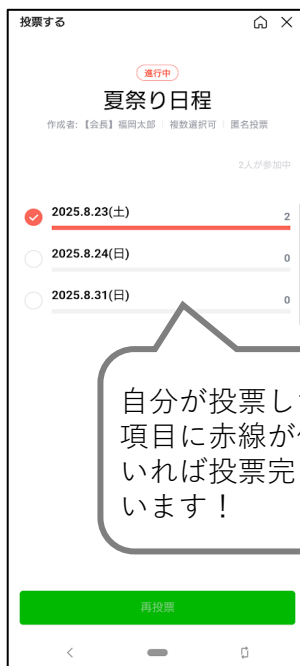 投票する
進行中
夏祭り日程
作成者: 【会長】福岡太郎 複数選択可 匿名投票
2人が参加中
2025.8.23(土)
2
2025.8.24(日)
0
2025.8.31(日)
0
自分が投票し
項目に赤線が
いれば投票完
います！
再投票